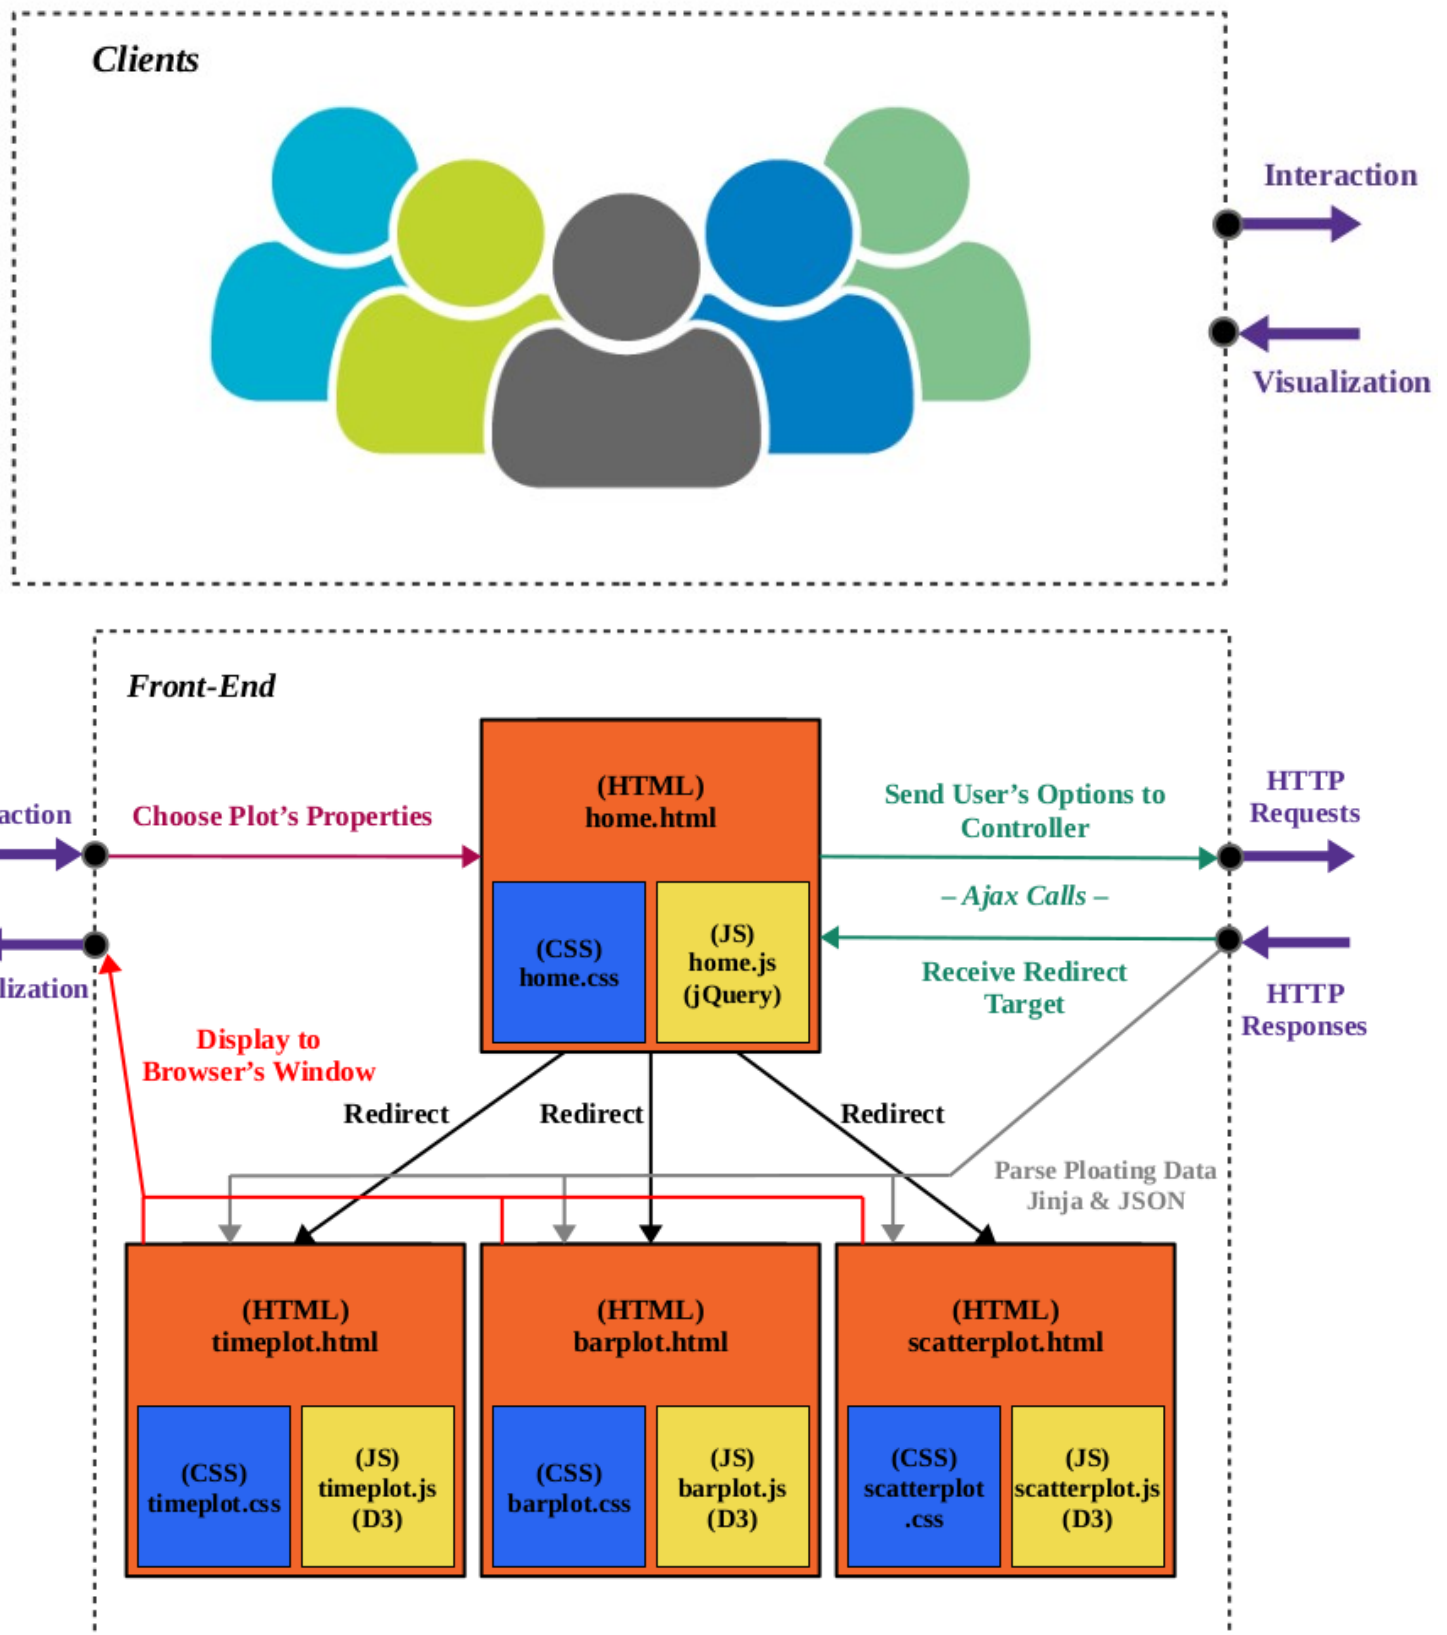 Clients
Interaction
Visualization
Front-End
(HTML)
home.html
(CSS)
home.css
(JS)
home.js
(jQuery)
action
Choose Plot's Properties
lization
Send User's Options to
Controller
– Ajax Calls –
Receive Redirect
Target
HTTP
Requests
HTTP
Responses
Display to
Browser's Window
Redirect
Redirect
Redirect
Parse Ploating Data
Jinja & JSON
(HTML)
timeplot.html
(CSS)
timeplot.css
(JS)
timeplot.js
(D3)
(HTML)
barplot.html
(CSS)
barplot.css
(JS)
barplot.js
(D3)
(HTML)
scatterplot.html
(CSS)
scatterplot
.css
(JS)
scatterplot.js
(D3)